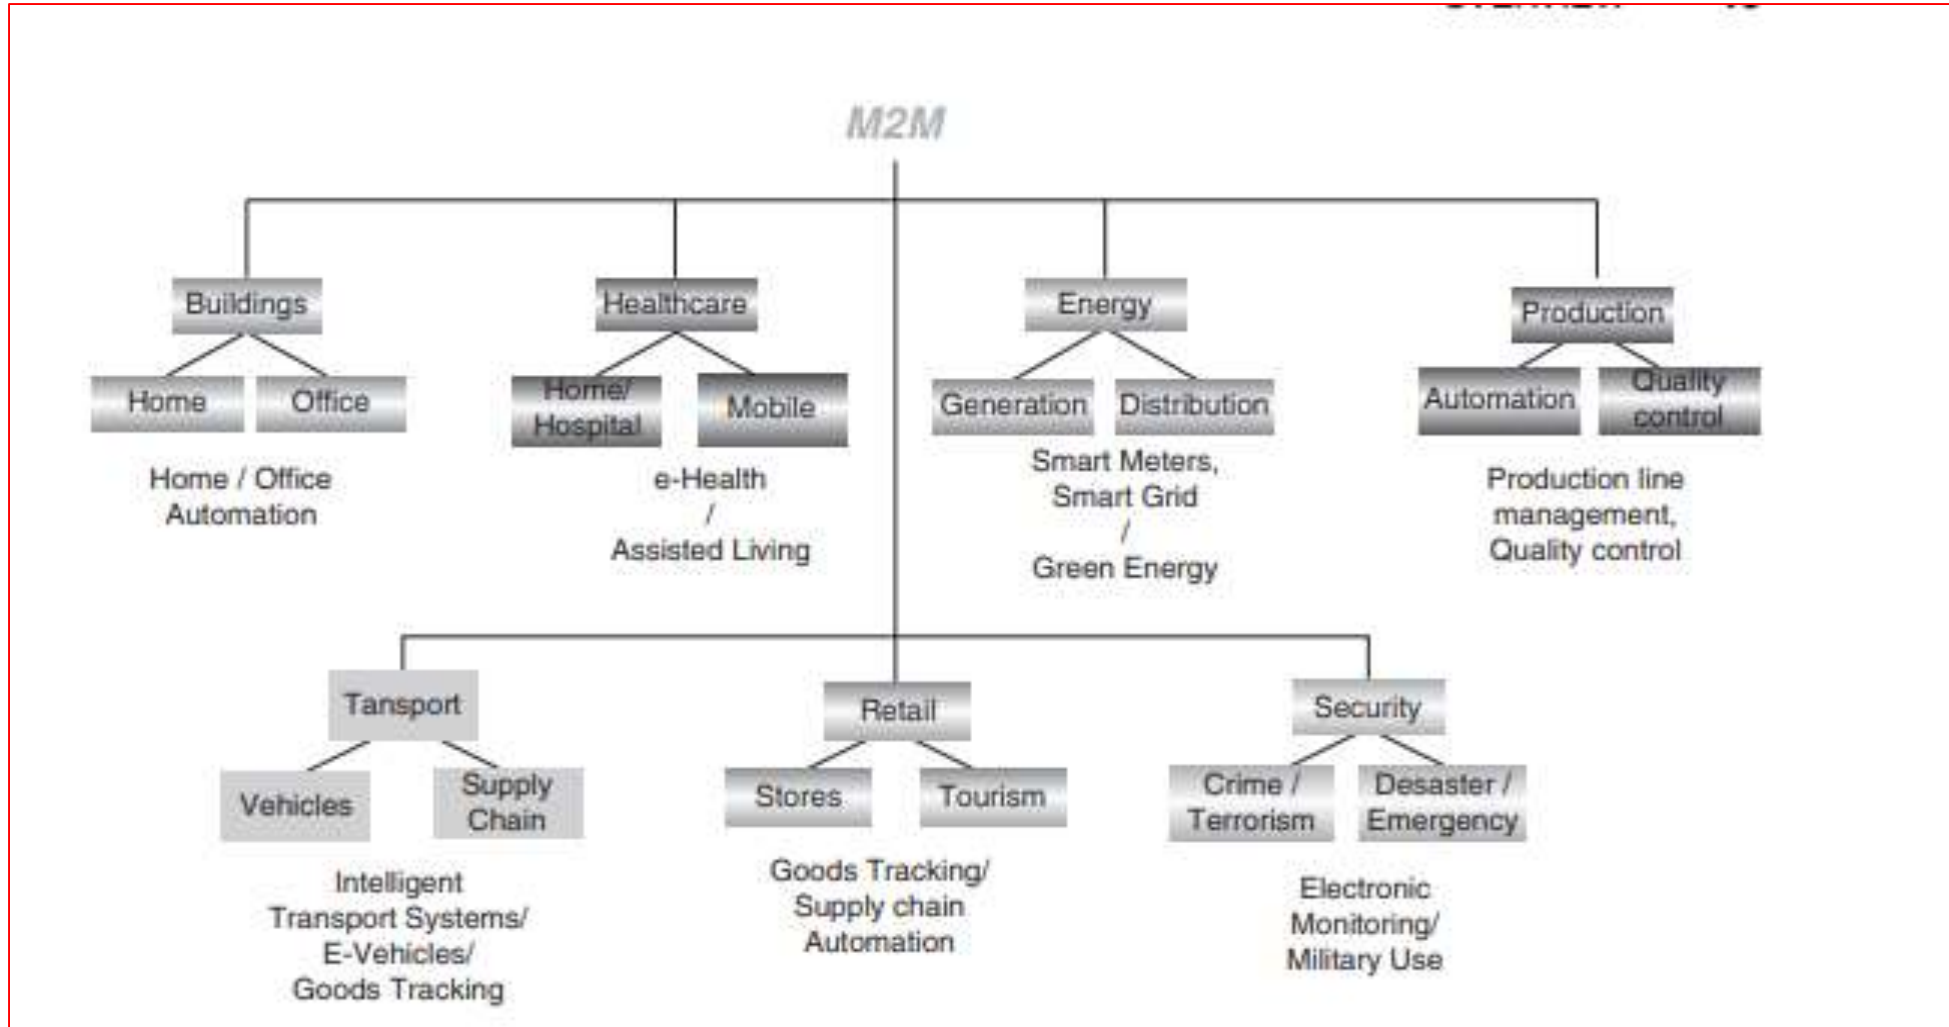 M2M
Buildings
Healthcare
Energy
Production
Home
Office
Home/
Hospital
Mobile
Generation
Distribution
Automation
Quality
control
Home / Office
Automation
e-Health
/
Assisted Living
Smart Meters,
Smart Grid
/
Green Energy
Production line
management,
Quality control
Tansport
Retail
Security
Vehicles
Supply
Chain
Stores
Tourism
Crime /
Terrorism
Desaster /
Emergency
Intelligent
Transport Systems/
E-Vehicles/
Goods Tracking
Goods Tracking/
Supply chain
Automation
Electronic
Monitoring/
Military Use